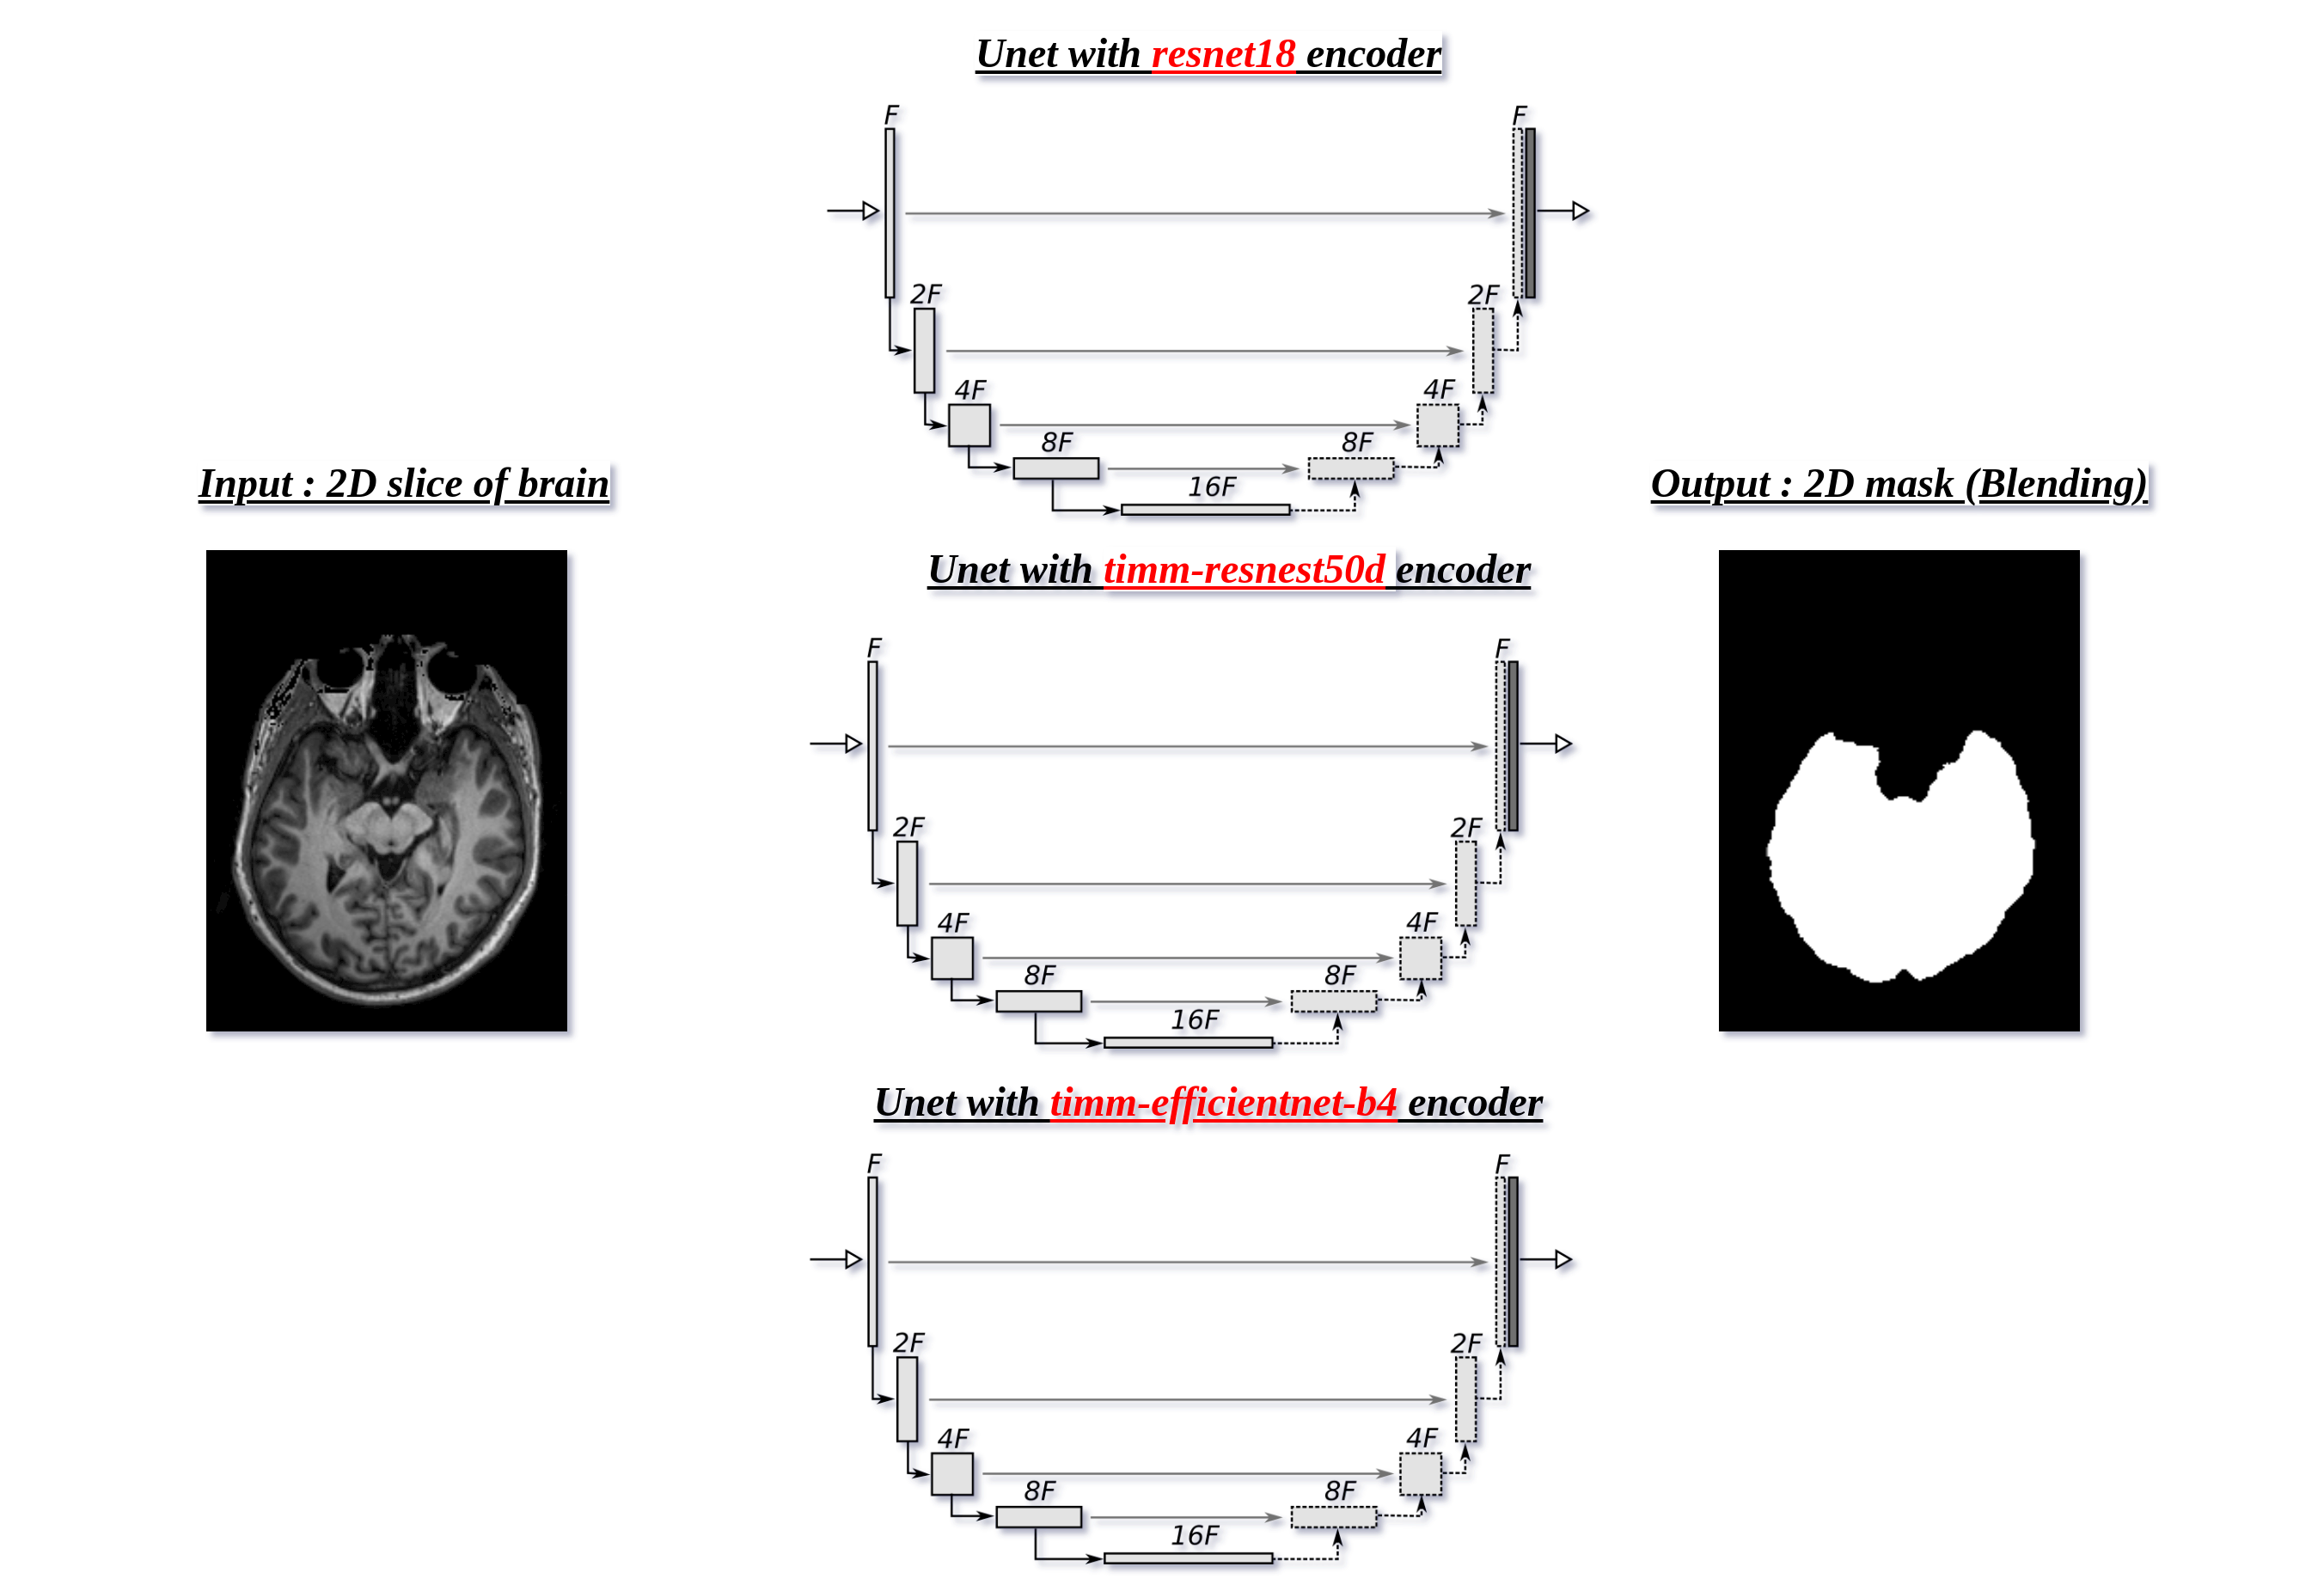 Unet with resnet18 encoder
F
F
2F
2F
4F
4F
8F
8F
16F
Input : 2D slice of brain
Output : 2D mask (Blending)
Unet with timm-resnest50d encoder
F
F
2F
2F
4F
4F
8F
8F
16F
Unet with timm-efficientnet-b4 encoder
F
F
2F
2F
4F
4F
8F
8F
16F